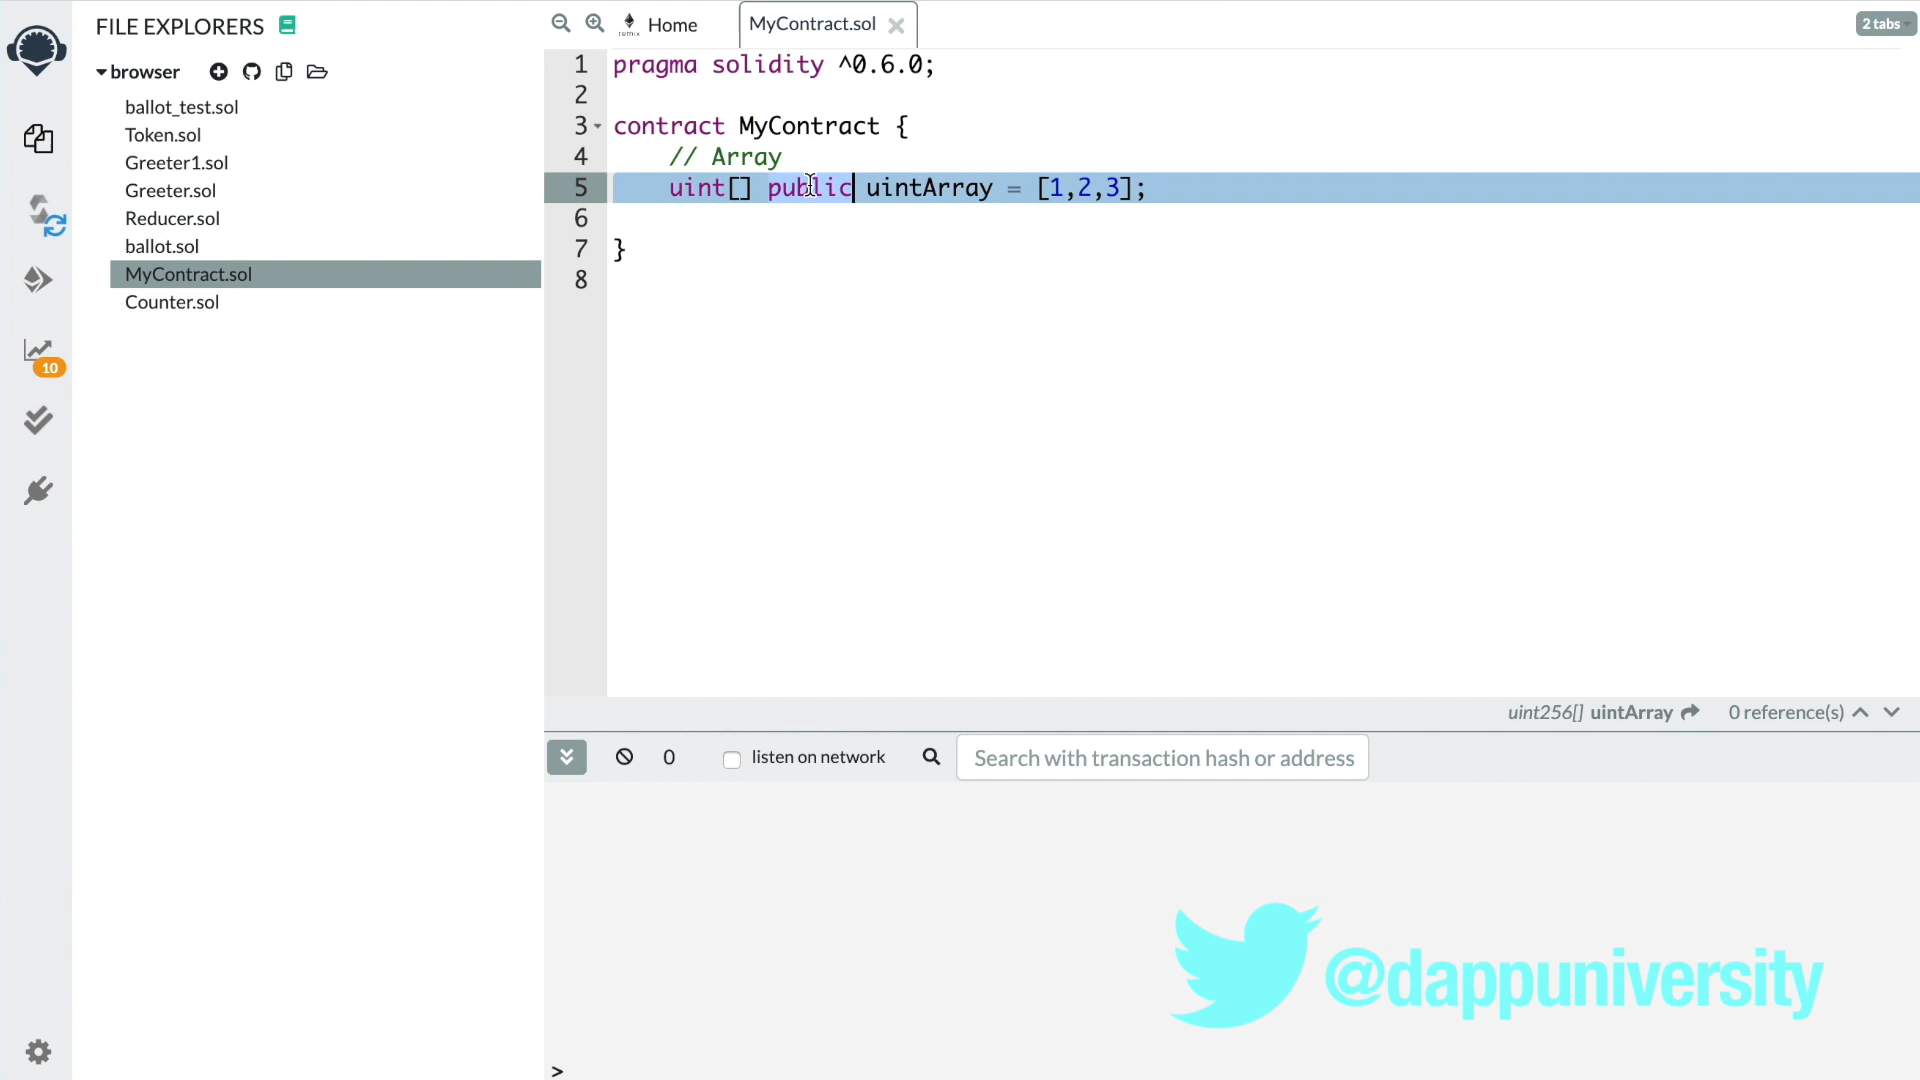 FILE EXPLORERS
browser
ballot_test.sol
Token.sol
Greeter1.sol
Greeter.sol
Reducer.sol
ballot.sol
MyContract.sol
Counter.sol
10
remix
Home
MyContract.sol
2 tabs
1 pragma solidity ^0.6.0;
2
3 contract MyContract {
4 // Array
5 uint[] public uintArray = [1,2,3];
6
7 }
8
uint256[] uintArray 0 reference(s)
0 listen on network Search with transaction hash or address
@dappuniversity
>